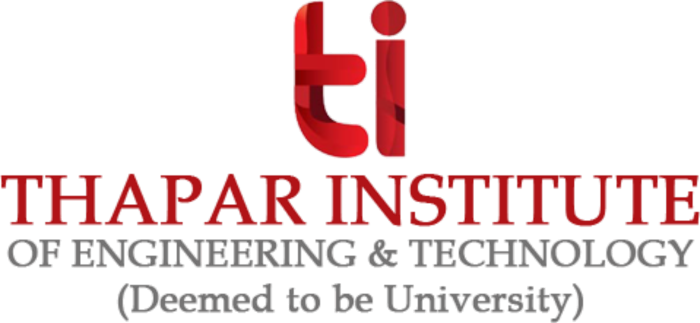 ti
THAPAR INSTITUTE
OF ENGINEERING & TECHNOLOGY
(Deemed to be University)